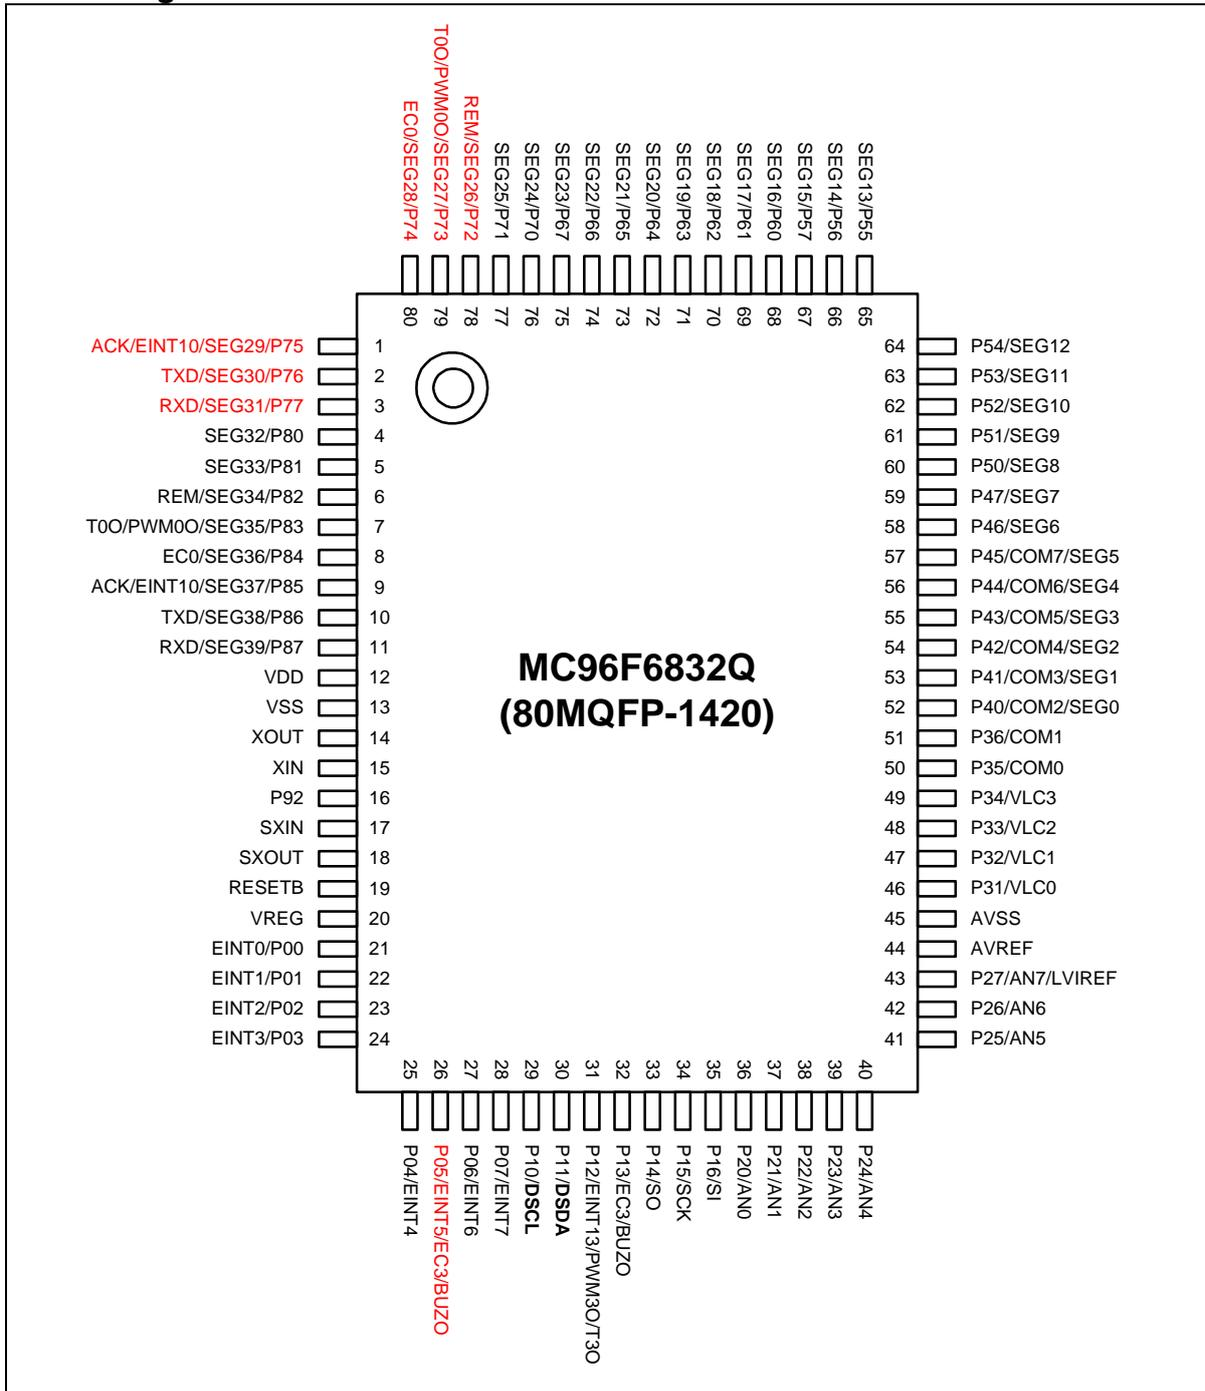 T0O/PWM0O/SEG27/P73
EC0/SEG28/P74
REM/SEG26/P72
SEG25/P71
SEG24/P70
SEG23/P67
SEG22/P66
SEG21/P65
SEG20/P64
SEG19/P63
SEG18/P62
SEG17/P61
SEG16/P60
SEG15/P57
SEG14/P56
SEG13/P55
80 79 78 77 76 75 74 73 72 71 70 69 68 67 66 65
ACK/EINT10/SEG29/P75 1
TXD/SEG30/P76 2
RXD/SEG31/P77 3
SEG32/P80 4
SEG33/P81 5
REM/SEG34/P82 6
T0O/PWM0O/SEG35/P83 7
EC0/SEG36/P84 8
ACK/EINT10/SEG37/P85 9
TXD/SEG38/P86 10
RXD/SEG39/P87 11
VDD 12
VSS 13
XOUT 14
XIN 15
P92 16
SXIN 17
SXOUT 18
RESETB 19
VREG 20
EINT0/P00 21
EINT1/P01 22
EINT2/P02 23
EINT3/P03 24
MC96F6832Q
(80MQFP-1420)
64 P54/SEG12
63 P53/SEG11
62 P52/SEG10
61 P51/SEG9
60 P50/SEG8
59 P47/SEG7
58 P46/SEG6
57 P45/COM7/SEG5
56 P44/COM6/SEG4
55 P43/COM5/SEG3
54 P42/COM4/SEG2
53 P41/COM3/SEG1
52 P40/COM2/SEG0
51 P36/COM1
50 P35/COM0
49 P34/VLC3
48 P33/VLC2
47 P32/VLC1
46 P31/VLC0
45 AVSS
44 AVREF
43 P27/AN7/LVIREF
42 P26/AN6
41 P25/AN5
25 26 27 28 29 30 31 32 33 34 35 36 37 38 39 40
P04/EINT4
P05/EINT5/EC3/BUZO
P06/EINT6
P07/EINT7
P10/DSCL
P11/DSDA
P12/EINT13/PWM3O/T3O
P13/EC3/BUZO
P14/SO
P15/SCK
P16/SI
P20/AN0
P21/AN1
P22/AN2
P23/AN3
P24/AN4